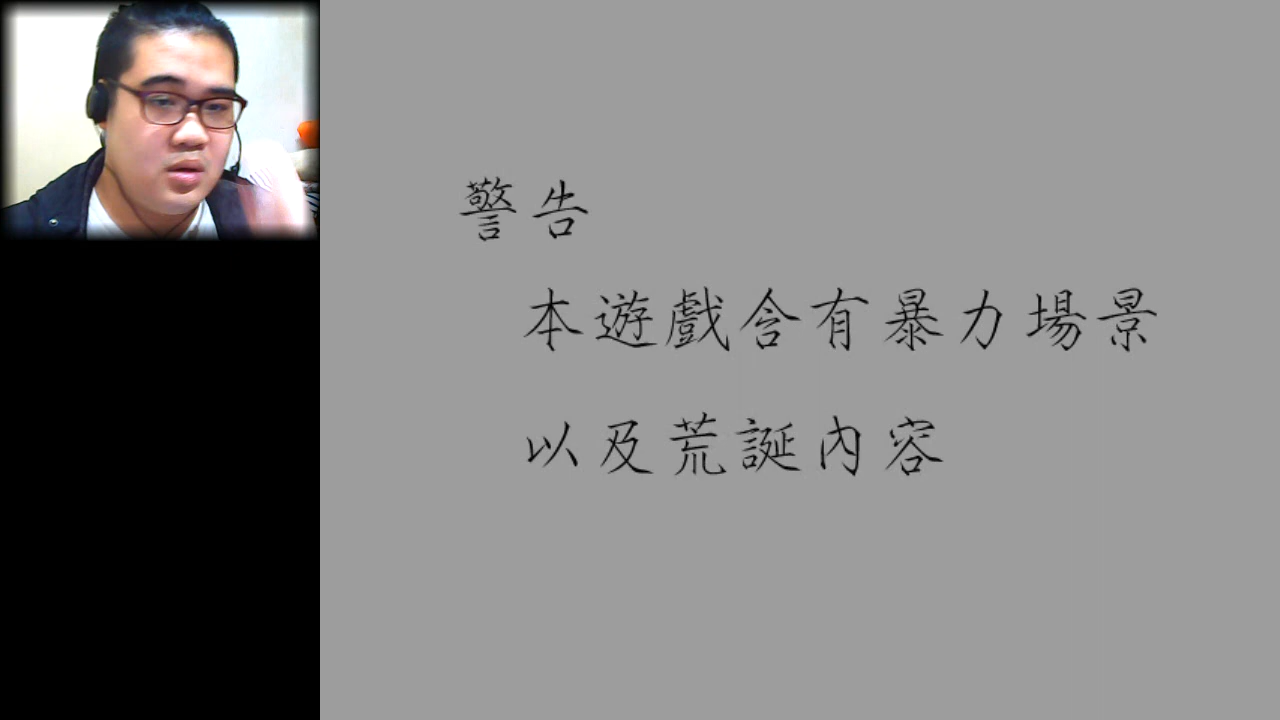 警告
本遊戲含有暴力場景
以及荒誕內容